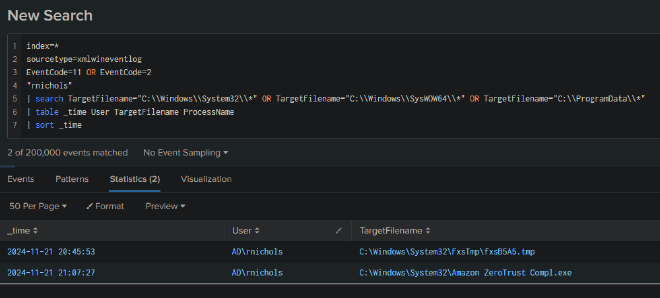 New Search
1 index=*
2 sourcetype=xmlwineventlog
3 EventCode=11 OR EventCode=2
4 "rnichols"
5 | search TargetFilename="C:\\Windows\\System32\\*" OR TargetFilename="C:\\Windows\\SysWOW64\\*" OR TargetFilename="C:\\ProgramData\\*"
6 | table _time User TargetFilename ProcessName
7 | sort _time
2 of 200,000 events matched No Event Sampling
Events Patterns Statistics (2) Visualization
50 Per Page Format Preview
_time User TargetFilename
2024-11-21 20:45:53 AD\rnichols C:\Windows\System32\FxsTmp\fxsB5A5.tmp
2024-11-21 21:07:27 AD\rnichols C:\Windows\System32\Amazon ZeroTrust Compl.exe